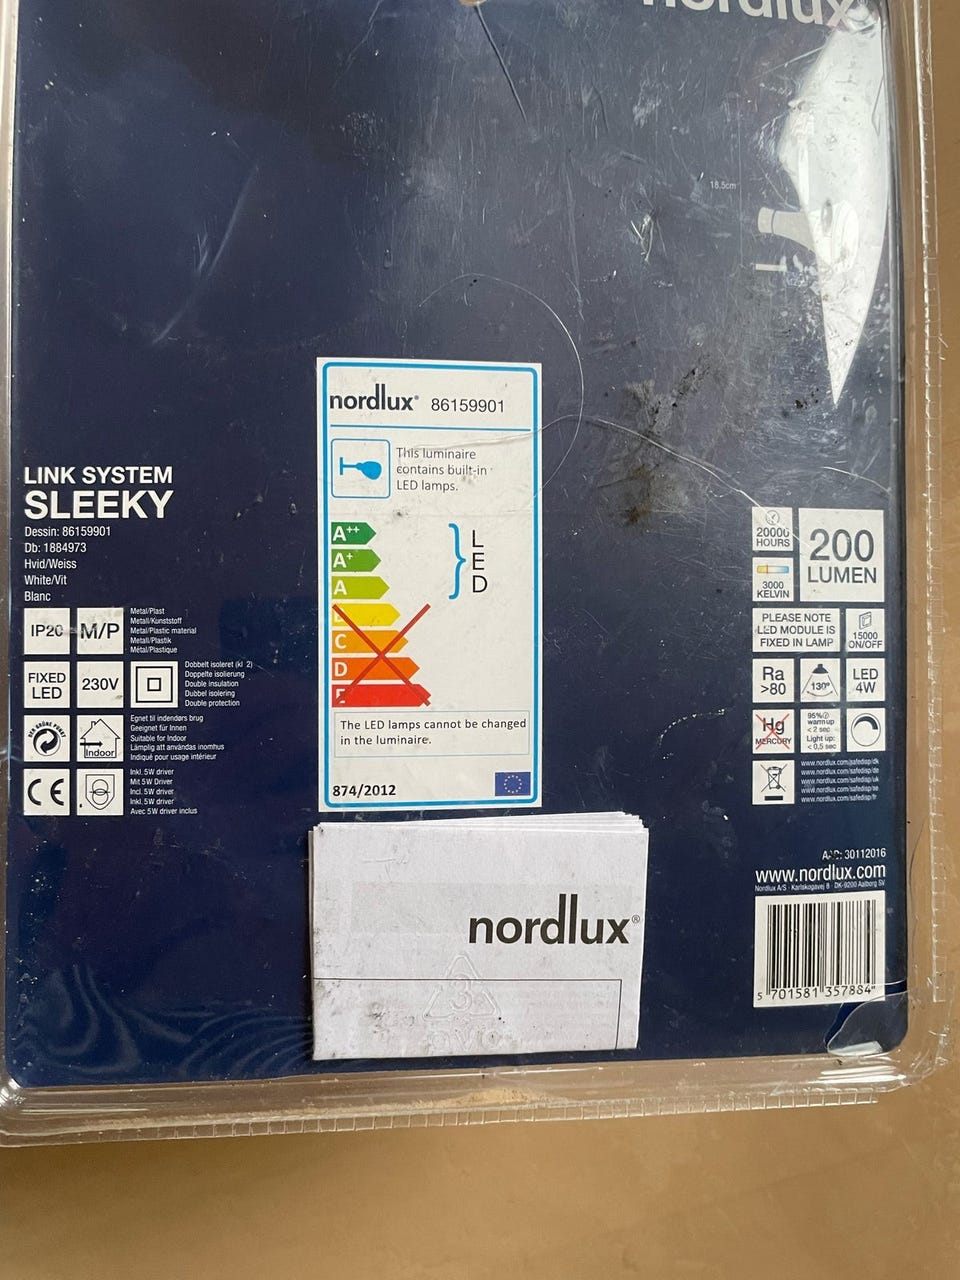 nordlux
18.5cm
nordlux® 86159901
This luminaire
contains built-in
LED lamps.
A++
A+
A
B
C
D
E
LED
The LED lamps cannot be changed
in the luminaire.
874/2012
LINK SYSTEM
SLEEKY
Dessin: 86159901
Db: 1884973
Hvid/Weiss
White/Vit
Blanc
IP20
M/P
Metal/Plast
Metall/Kunststoff
Metal/Plastic material
Metall/Plastik
Métal/Plastique
FIXED
LED
230V
Dobbelt isoleret (kl 2)
Doppelte isolierung
Double insulation
Dubbel isolering
Double protection
DER GRÜNE PUNKT
Indoor
Egnet til indendørs brug
Geeignet für Innen
Suitable for Indoor
Lämplig att användas inomhus
Indiqué pour usage intérieur
CE
Inkl. 5W driver
Mit 5W Driver
Incl. 5W driver
Inkl. 5W driver
Avec 5W driver inclus
20000
HOURS
3000
KELVIN
200
LUMEN
PLEASE NOTE
LED MODULE IS
FIXED IN LAMP
15000
ON/OFF
Ra
>80
130°
LED
4W
Hg
MERCURY
95%
warm up
< 2 sec
Light up:
< 0,5 sec
www.nordlux.com/safedisp/dk
www.nordlux.com/safedisp/de
www.nordlux.com/safedisp/uk
www.nordlux.com/safedisp/se
www.nordlux.com/safedisp/fr
30112016
www.nordlux.com
Nordlux A/S · Karlskogavej 8 · DK-9200 Aalborg SV
5 701581 357884
nordlux®
3
PVC